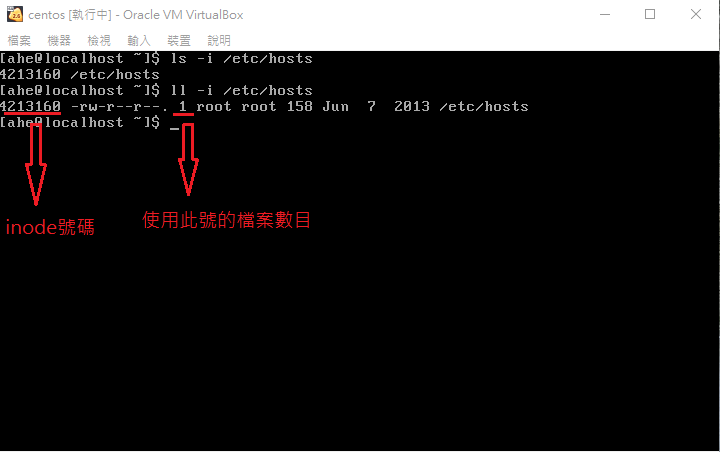 centos [執行中] - Oracle VM VirtualBox
檔案 機器 檢視 輸入 裝置 說明
[ahe@localhost ~]$ ls -i /etc/hosts
4213160 /etc/hosts
[ahe@localhost ~]$ ll -i /etc/hosts
4213160 -rw-r--r--. 1 root root 158 Jun  7  2013 /etc/hosts
[ahe@localhost ~]$ _
inode號碼 使用此號的檔案數目